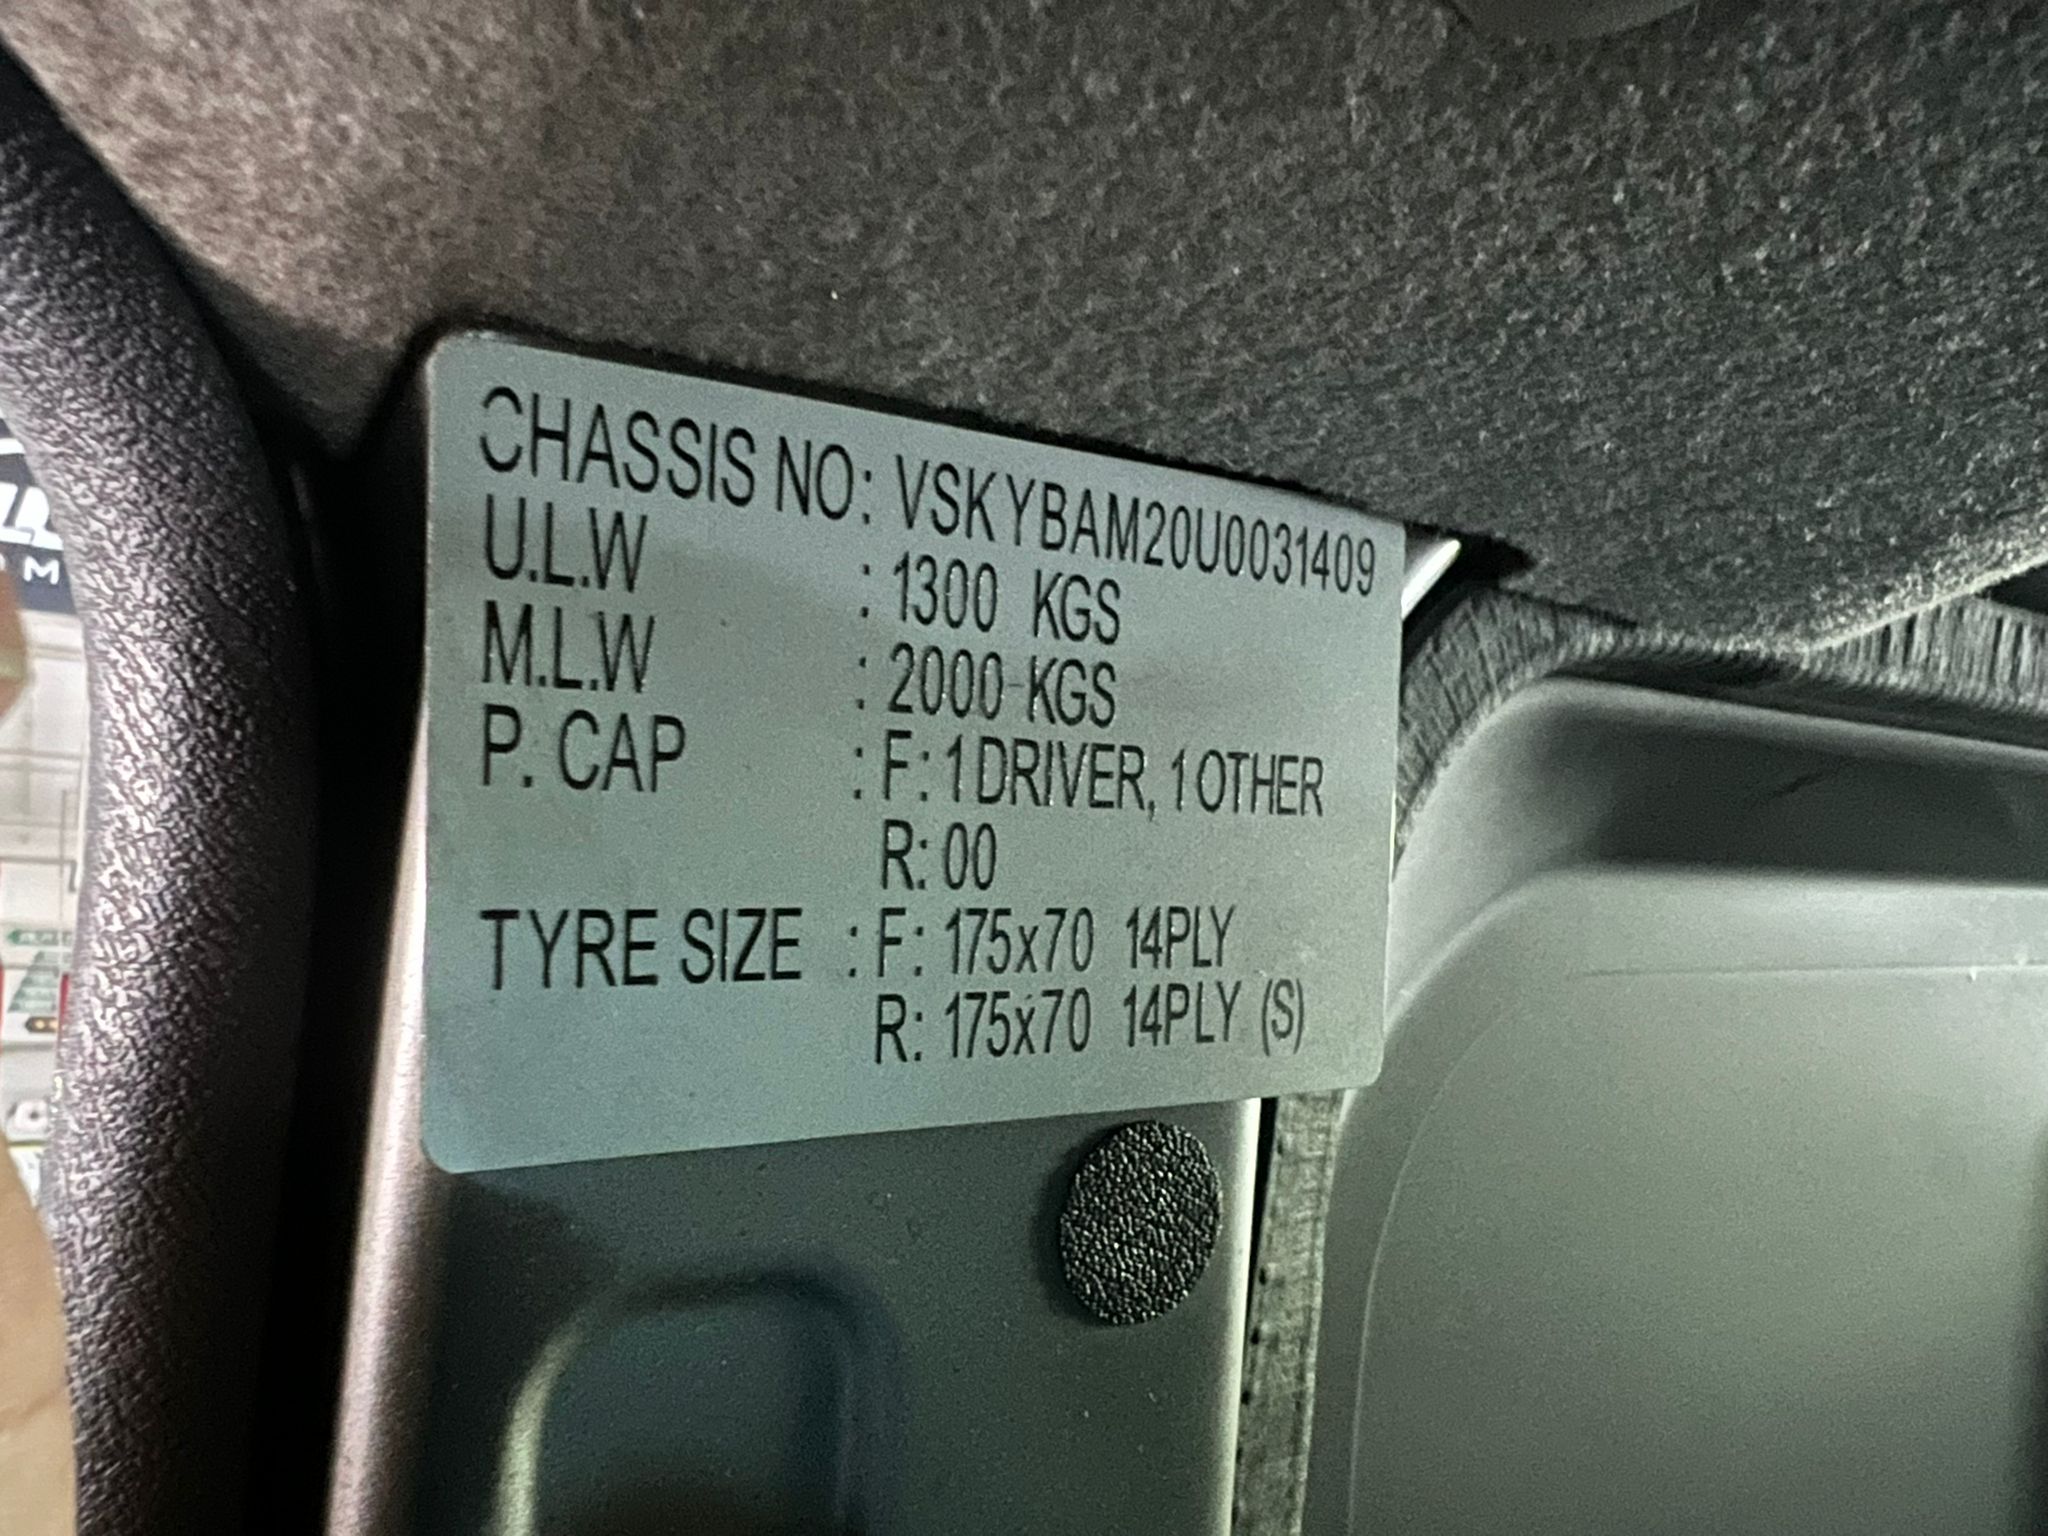 CHASSIS NO: VSKYBAM20U0031409
U.L.W : 1300 KGS
M.L.W : 2000 KGS
P. CAP : F: 1 DRIVER, 1 OTHER
R: 00
TYRE SIZE : F: 175x70 14PLY
R: 175x70 14PLY (S)